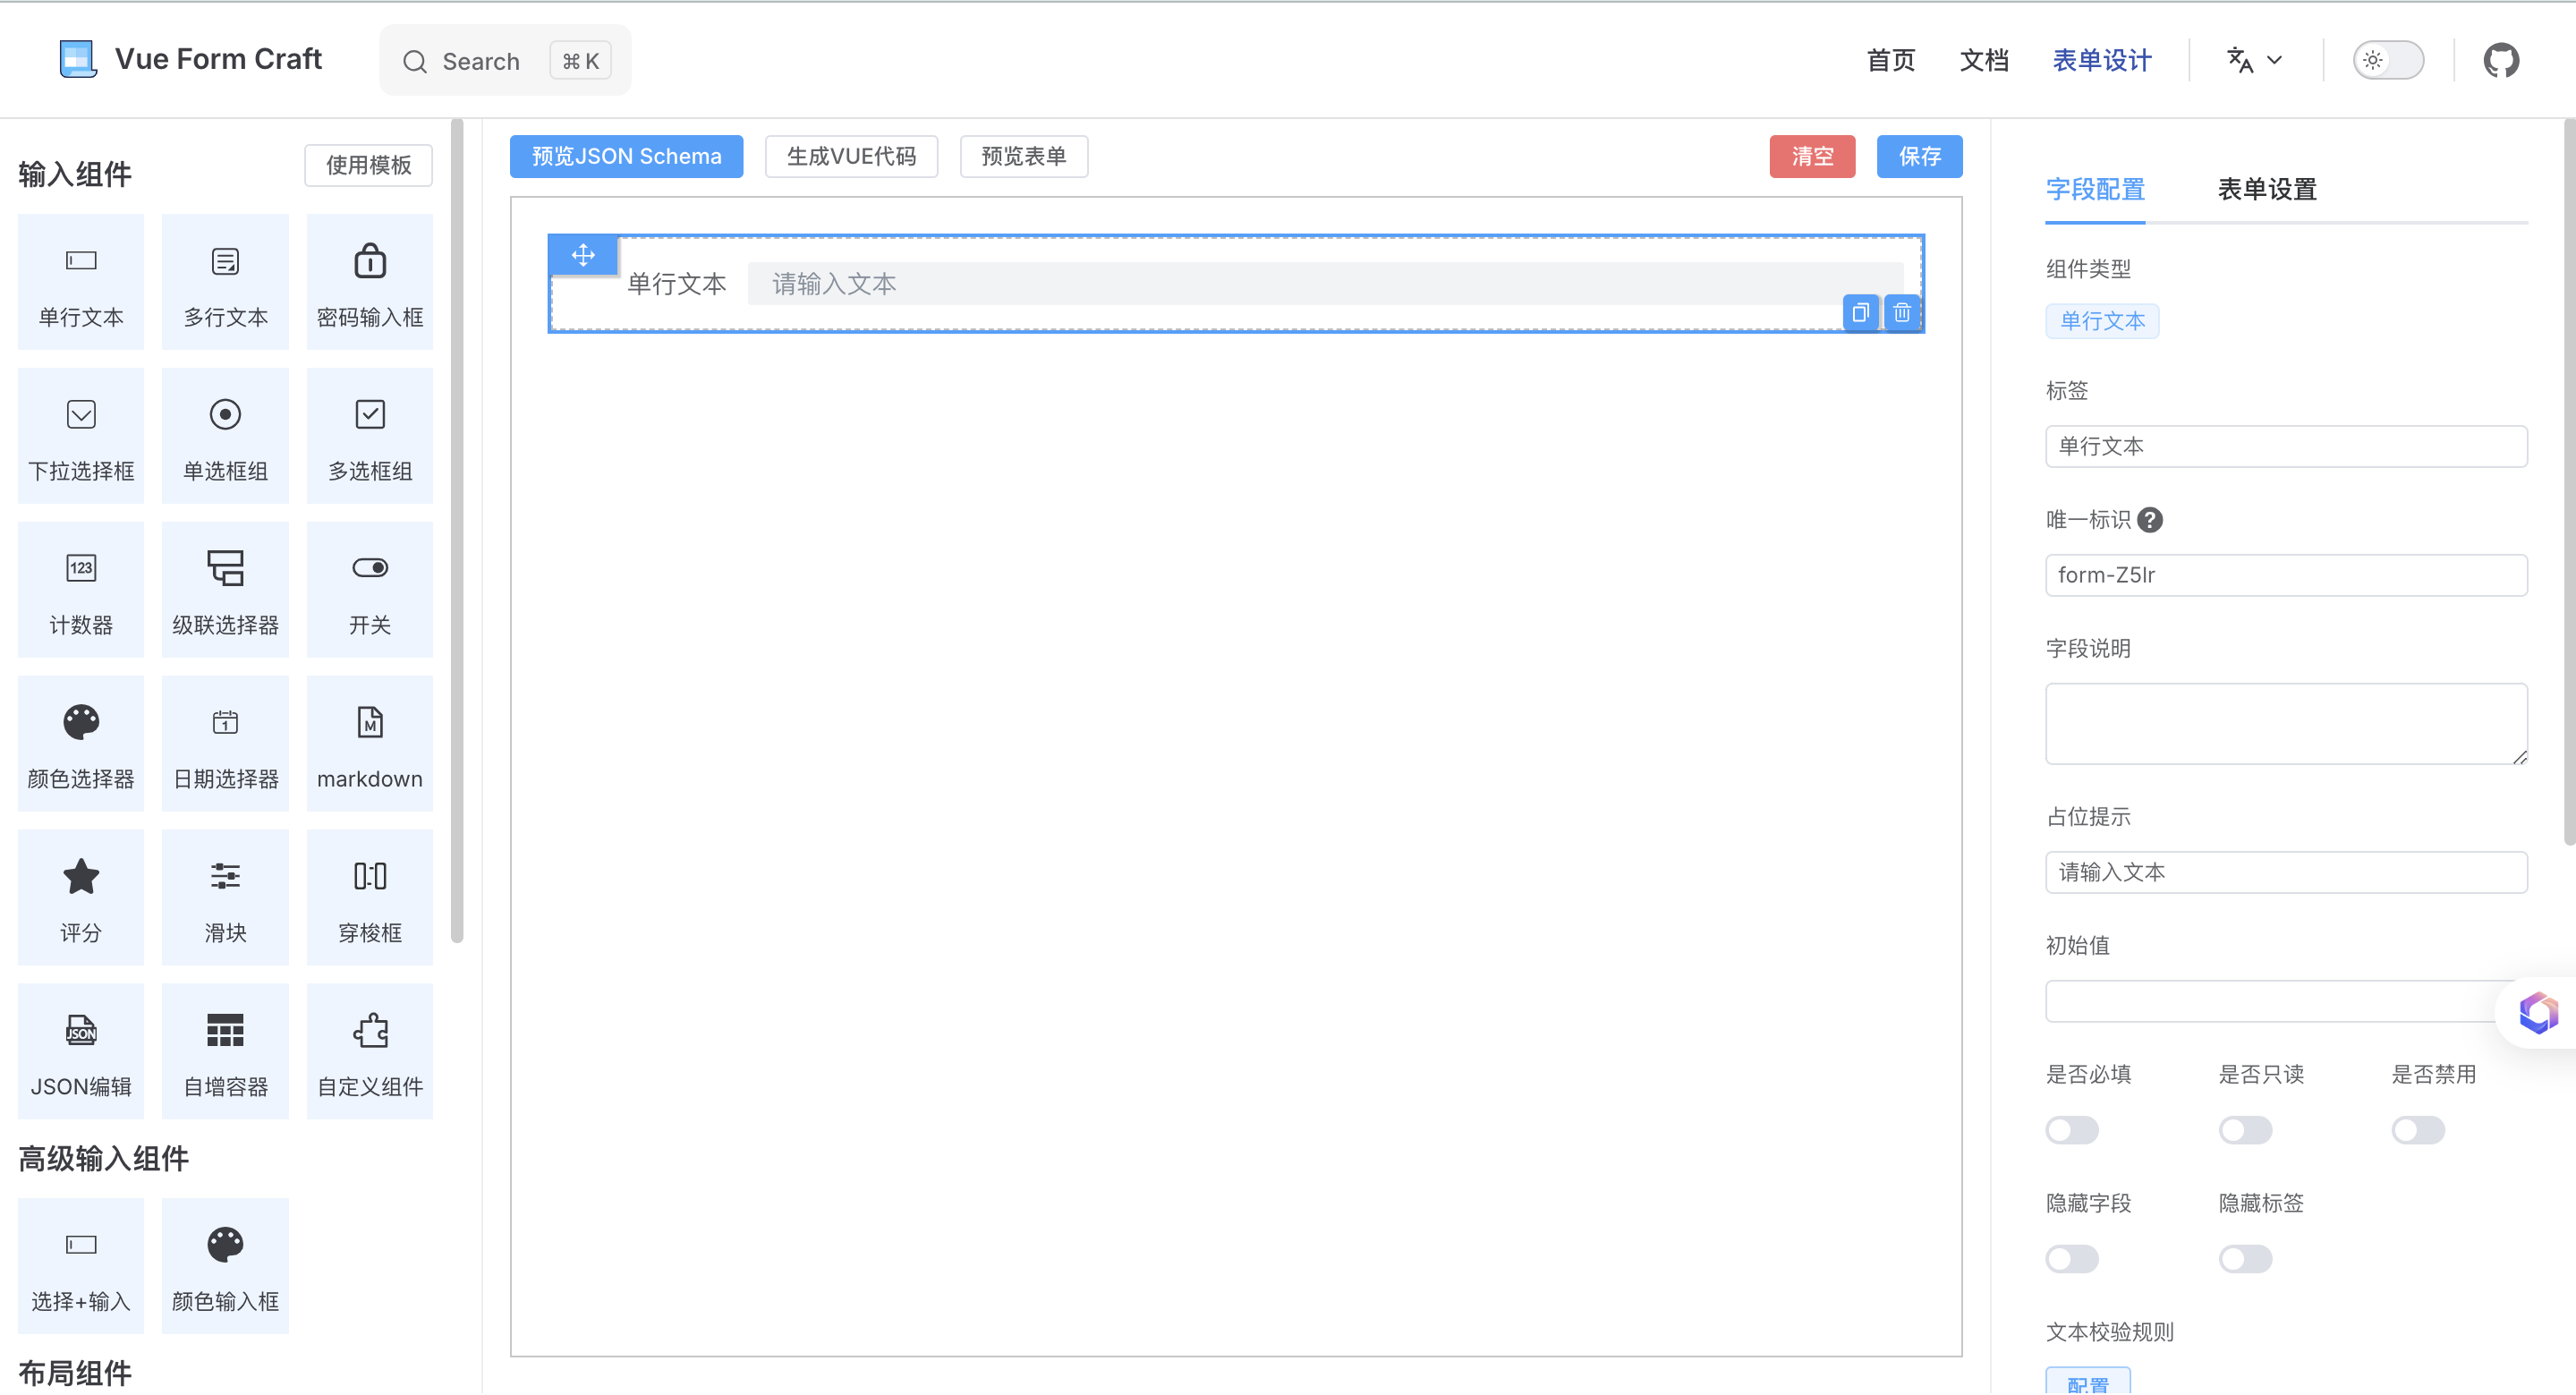 Vue Form Craft
Search ⌘ K
首页 文档 表单设计
输入组件 使用模板
单行文本 多行文本 密码输入框
下拉选择框 单选框组 多选框组
123
计数器 级联选择器 开关
1 M
颜色选择器 日期选择器 markdown
评分 滑块 穿梭框
JSON
JSON编辑 自增容器 自定义组件
高级输入组件
选择+输入 颜色输入框
布局组件
预览JSON Schema 生成VUE代码 预览表单 清空 保存
单行文本 请输入文本
字段配置 表单设置
组件类型
单行文本
标签
单行文本
唯一标识 ?
form-Z5lr
字段说明
占位提示
请输入文本
初始值
是否必填 是否只读 是否禁用
隐藏字段 隐藏标签
文本校验规则
配置